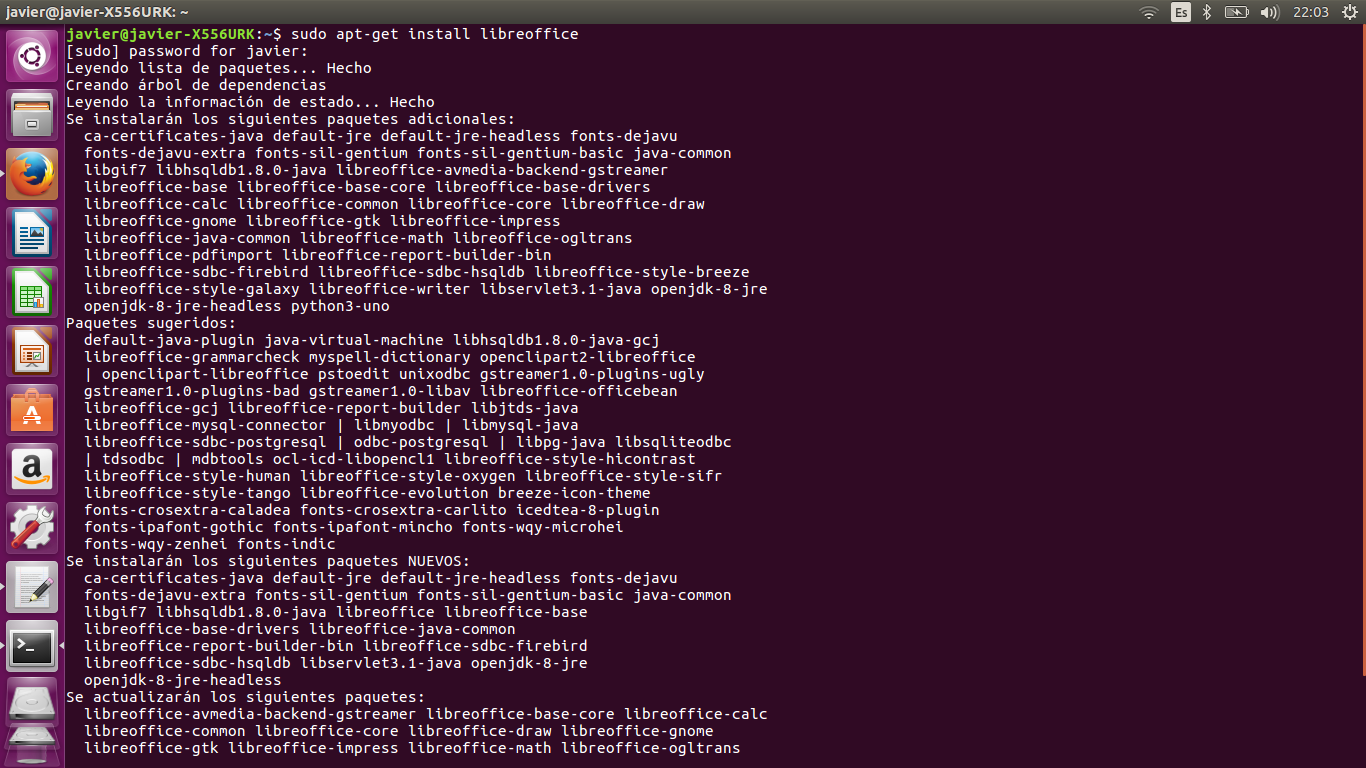 javier@javier-X556URK: ~
Es
22:03
javier@javier-X556URK:~$ sudo apt-get install libreoffice
[sudo] password for javier:
Leyendo lista de paquetes... Hecho
Creando árbol de dependencias
Leyendo la información de estado... Hecho
Se instalarán los siguientes paquetes adicionales:
ca-certificates-java default-jre default-jre-headless fonts-dejavu
fonts-dejavu-extra fonts-sil-gentium fonts-sil-gentium-basic java-common
libgif7 libhsqldb1.8.0-java libreoffice-avmedia-backend-gstreamer
libreoffice-base libreoffice-base-core libreoffice-base-drivers
libreoffice-calc libreoffice-common libreoffice-core libreoffice-draw
libreoffice-gnome libreoffice-gtk libreoffice-impress
libreoffice-java-common libreoffice-math libreoffice-ogltrans
libreoffice-pdfimport libreoffice-report-builder-bin
libreoffice-sdbc-firebird libreoffice-sdbc-hsqldb libreoffice-style-breeze
libreoffice-style-galaxy libreoffice-writer libservlet3.1-java openjdk-8-jre
openjdk-8-jre-headless python3-uno
Paquetes sugeridos:
default-java-plugin java-virtual-machine libhsqldb1.8.0-java-gcj
libreoffice-grammarcheck myspell-dictionary openclipart2-libreoffice
| openclipart-libreoffice pstoedit unixodbc gstreamer1.0-plugins-ugly
gstreamer1.0-plugins-bad gstreamer1.0-libav libreoffice-officebean
libreoffice-gcj libreoffice-report-builder libjtds-java
libreoffice-mysql-connector | libmyodbc | libmysql-java
libreoffice-sdbc-postgresql | odbc-postgresql | libpg-java libsqliteodbc
| tdsodbc | mdbtools ocl-icd-libopencl1 libreoffice-style-hicontrast
libreoffice-style-human libreoffice-style-oxygen libreoffice-style-sifr
libreoffice-style-tango libreoffice-evolution breeze-icon-theme
fonts-crosextra-caladea fonts-crosextra-carlito icedtea-8-plugin
fonts-ipafont-gothic fonts-ipafont-mincho fonts-wqy-microhei
fonts-wqy-zenhei fonts-indic
Se instalarán los siguientes paquetes NUEVOS:
ca-certificates-java default-jre default-jre-headless fonts-dejavu
fonts-dejavu-extra fonts-sil-gentium fonts-sil-gentium-basic java-common
libgif7 libhsqldb1.8.0-java libreoffice libreoffice-base
libreoffice-base-drivers libreoffice-java-common
libreoffice-report-builder-bin libreoffice-sdbc-firebird
libreoffice-sdbc-hsqldb libservlet3.1-java openjdk-8-jre
openjdk-8-jre-headless
Se actualizarán los siguientes paquetes:
libreoffice-avmedia-backend-gstreamer libreoffice-base-core libreoffice-calc
libreoffice-common libreoffice-core libreoffice-draw libreoffice-gnome
libreoffice-gtk libreoffice-impress libreoffice-math libreoffice-ogltrans